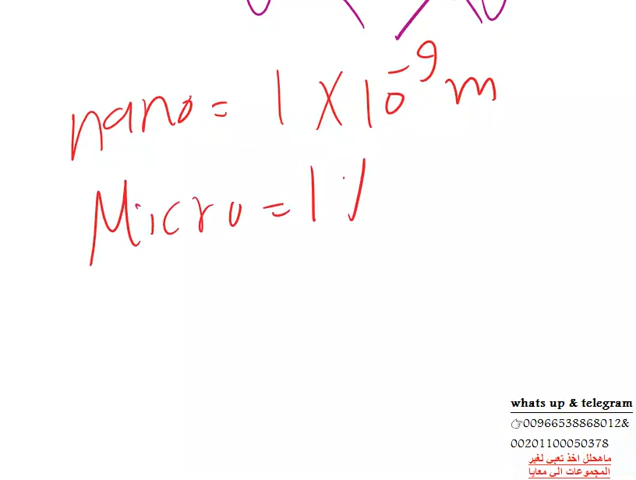 nano = 1 X 10⁻⁹ m
Micro = 1
whats up & telegram
👉00966538868012&
00201100050378
ماهحلل اخذ تعبي لغير
المجموعات الي معايا